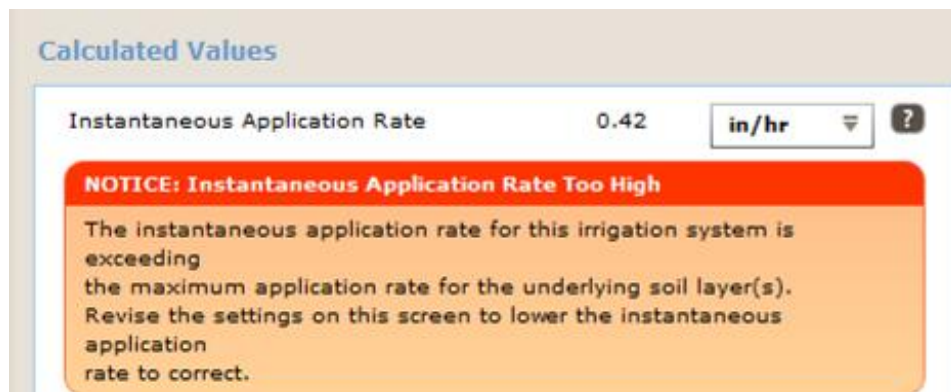 Calculated Values
Instantaneous Application Rate 0.42 in/hr ?
NOTICE: Instantaneous Application Rate Too High
The instantaneous application rate for this irrigation system is
exceeding
the maximum application rate for the underlying soil layer(s).
Revise the settings on this screen to lower the instantaneous
application
rate to correct.